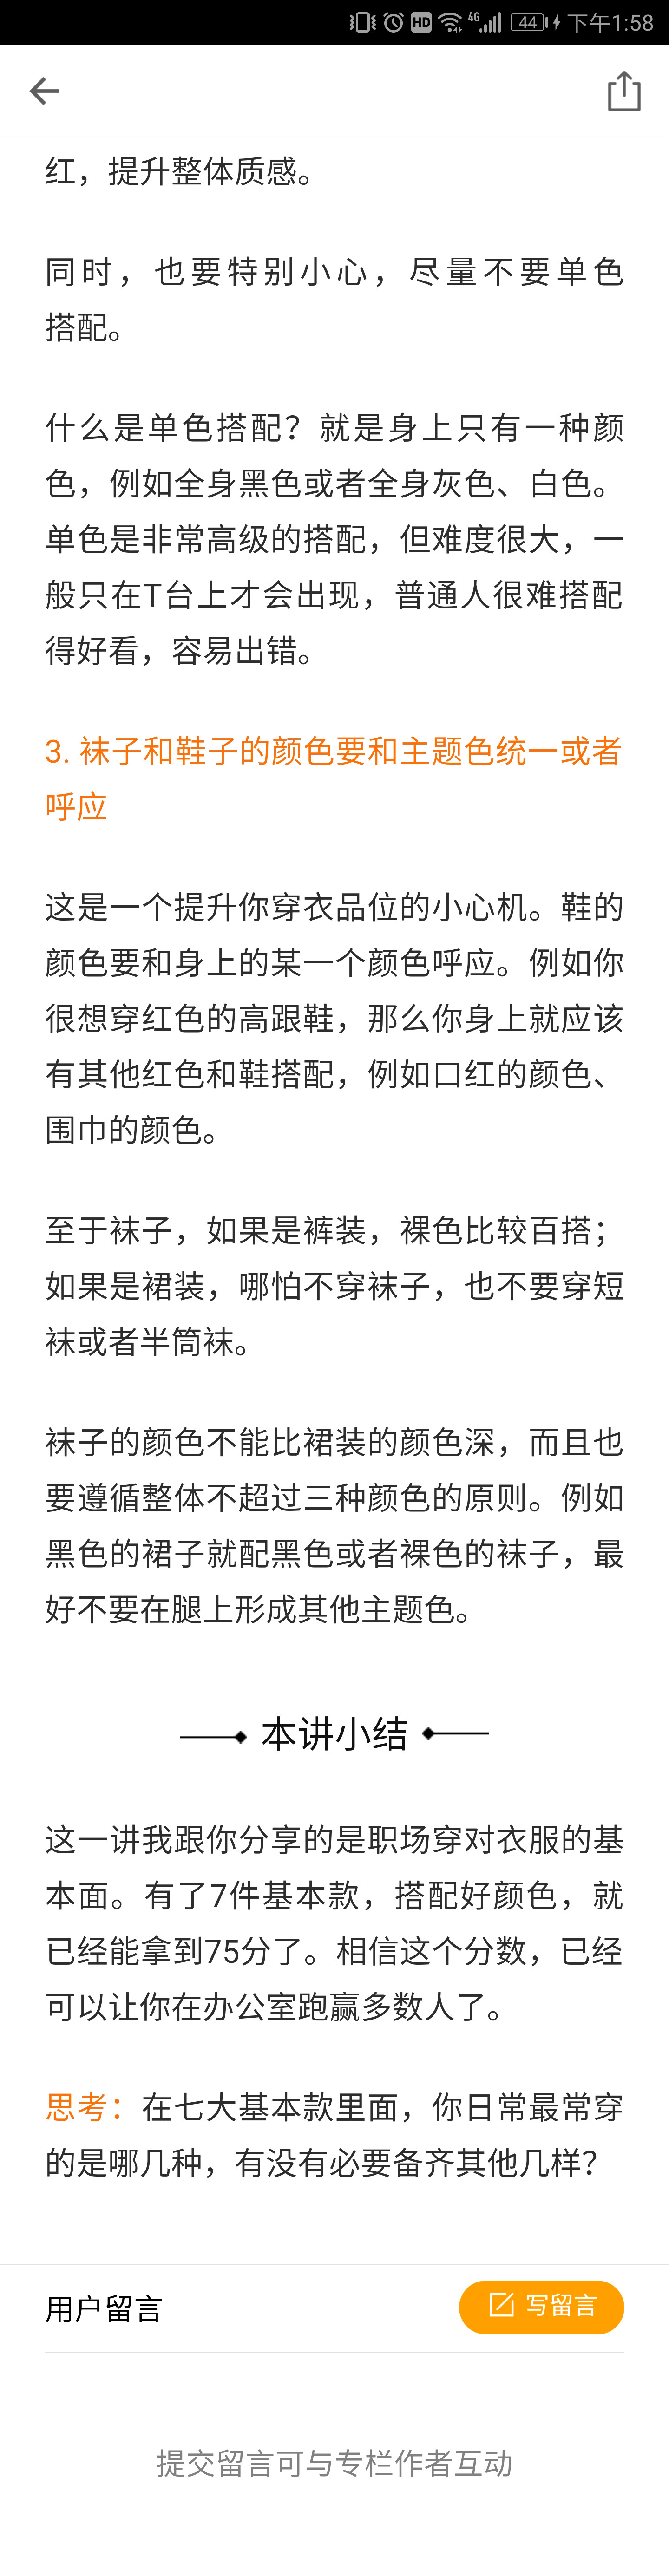 HD 4G 44 下午1:58
红，提升整体质感。
同时，也要特别小心，尽量不要单色
搭配。
什么是单色搭配？就是身上只有一种颜
色，例如全身黑色或者全身灰色、白色。
单色是非常高级的搭配，但难度很大，一
般只在T台上才会出现，普通人很难搭配
得好看，容易出错。
3. 袜子和鞋子的颜色要和主题色统一或者
呼应
这是一个提升你穿衣品位的小心机。鞋的
颜色要和身上的某一个颜色呼应。例如你
很想穿红色的高跟鞋，那么你身上就应该
有其他红色和鞋搭配，例如口红的颜色、
围巾的颜色。
至于袜子，如果是裤装，裸色比较百搭；
如果是裙装，哪怕不穿袜子，也不要穿短
袜或者半筒袜。
袜子的颜色不能比裙装的颜色深，而且也
要遵循整体不超过三种颜色的原则。例如
黑色的裙子就配黑色或者裸色的袜子，最
好不要在腿上形成其他主题色。
本讲小结
这一讲我跟你分享的是职场穿对衣服的基
本面。有了7件基本款，搭配好颜色，就
已经能拿到75分了。相信这个分数，已经
可以让你在办公室跑赢多数人了。
思考：在七大基本款里面，你日常最常穿
的是哪几种，有没有必要备齐其他几样？
用户留言
写留言
提交留言可与专栏作者互动